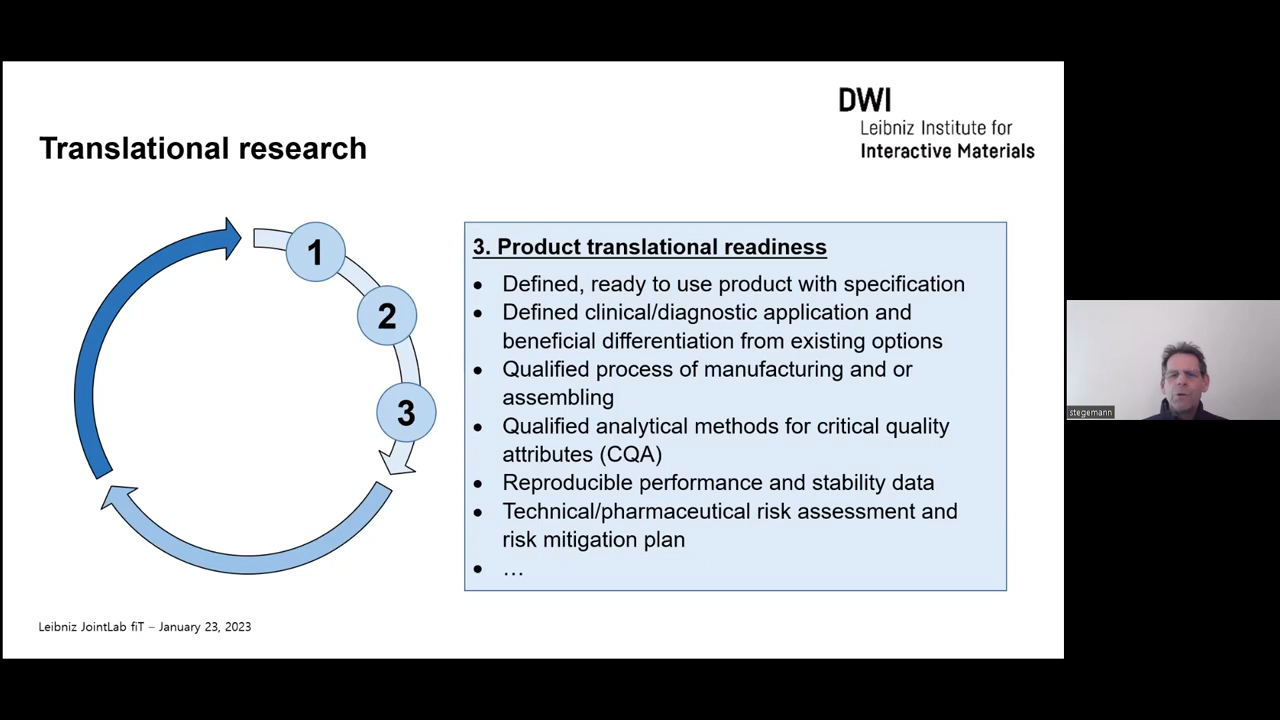 DWI
Leibniz Institute for
Interactive Materials
Translational research
1
2
3
3. Product translational readiness
• Defined, ready to use product with specification
• Defined clinical/diagnostic application and
beneficial differentiation from existing options
• Qualified process of manufacturing and or
assembling
• Qualified analytical methods for critical quality
attributes (CQA)
• Reproducible performance and stability data
• Technical/pharmaceutical risk assessment and
risk mitigation plan
• …
stegemann
Leibniz JointLab fiT – January 23, 2023